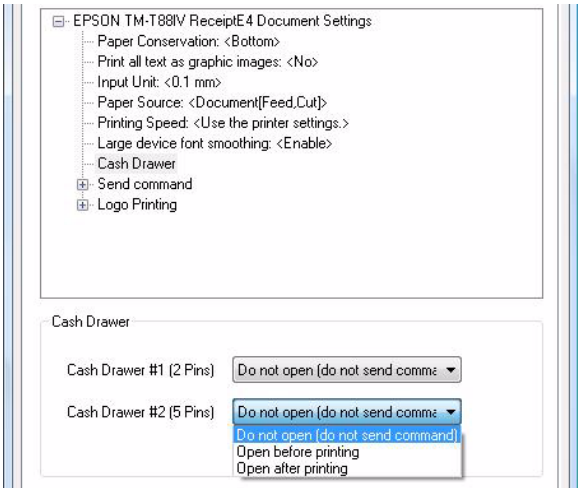 EPSON TM-T88IV ReceiptE4 Document Settings
Paper Conservation: <Bottom>
Print all text as graphic images: <No>
Input Unit: <0.1 mm>
Paper Source: <Document[Feed,Cut]>
Printing Speed: <Use the printer settings.>
Large device font smoothing: <Enable>
Cash Drawer
Send command
Logo Printing
Cash Drawer
Cash Drawer #1 (2 Pins) Do not open (do not send comma
Cash Drawer #2 (5 Pins) Do not open (do not send comma
Do not open (do not send command)
Open before printing
Open after printing